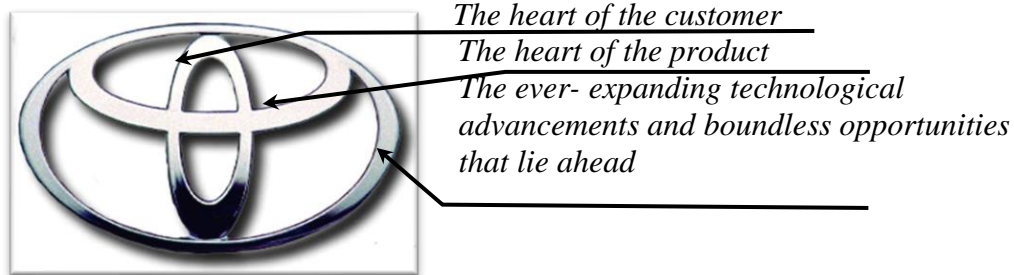 The heart of the customer
The heart of the product
The ever- expanding technological
advancements and boundless opportunities
that lie ahead